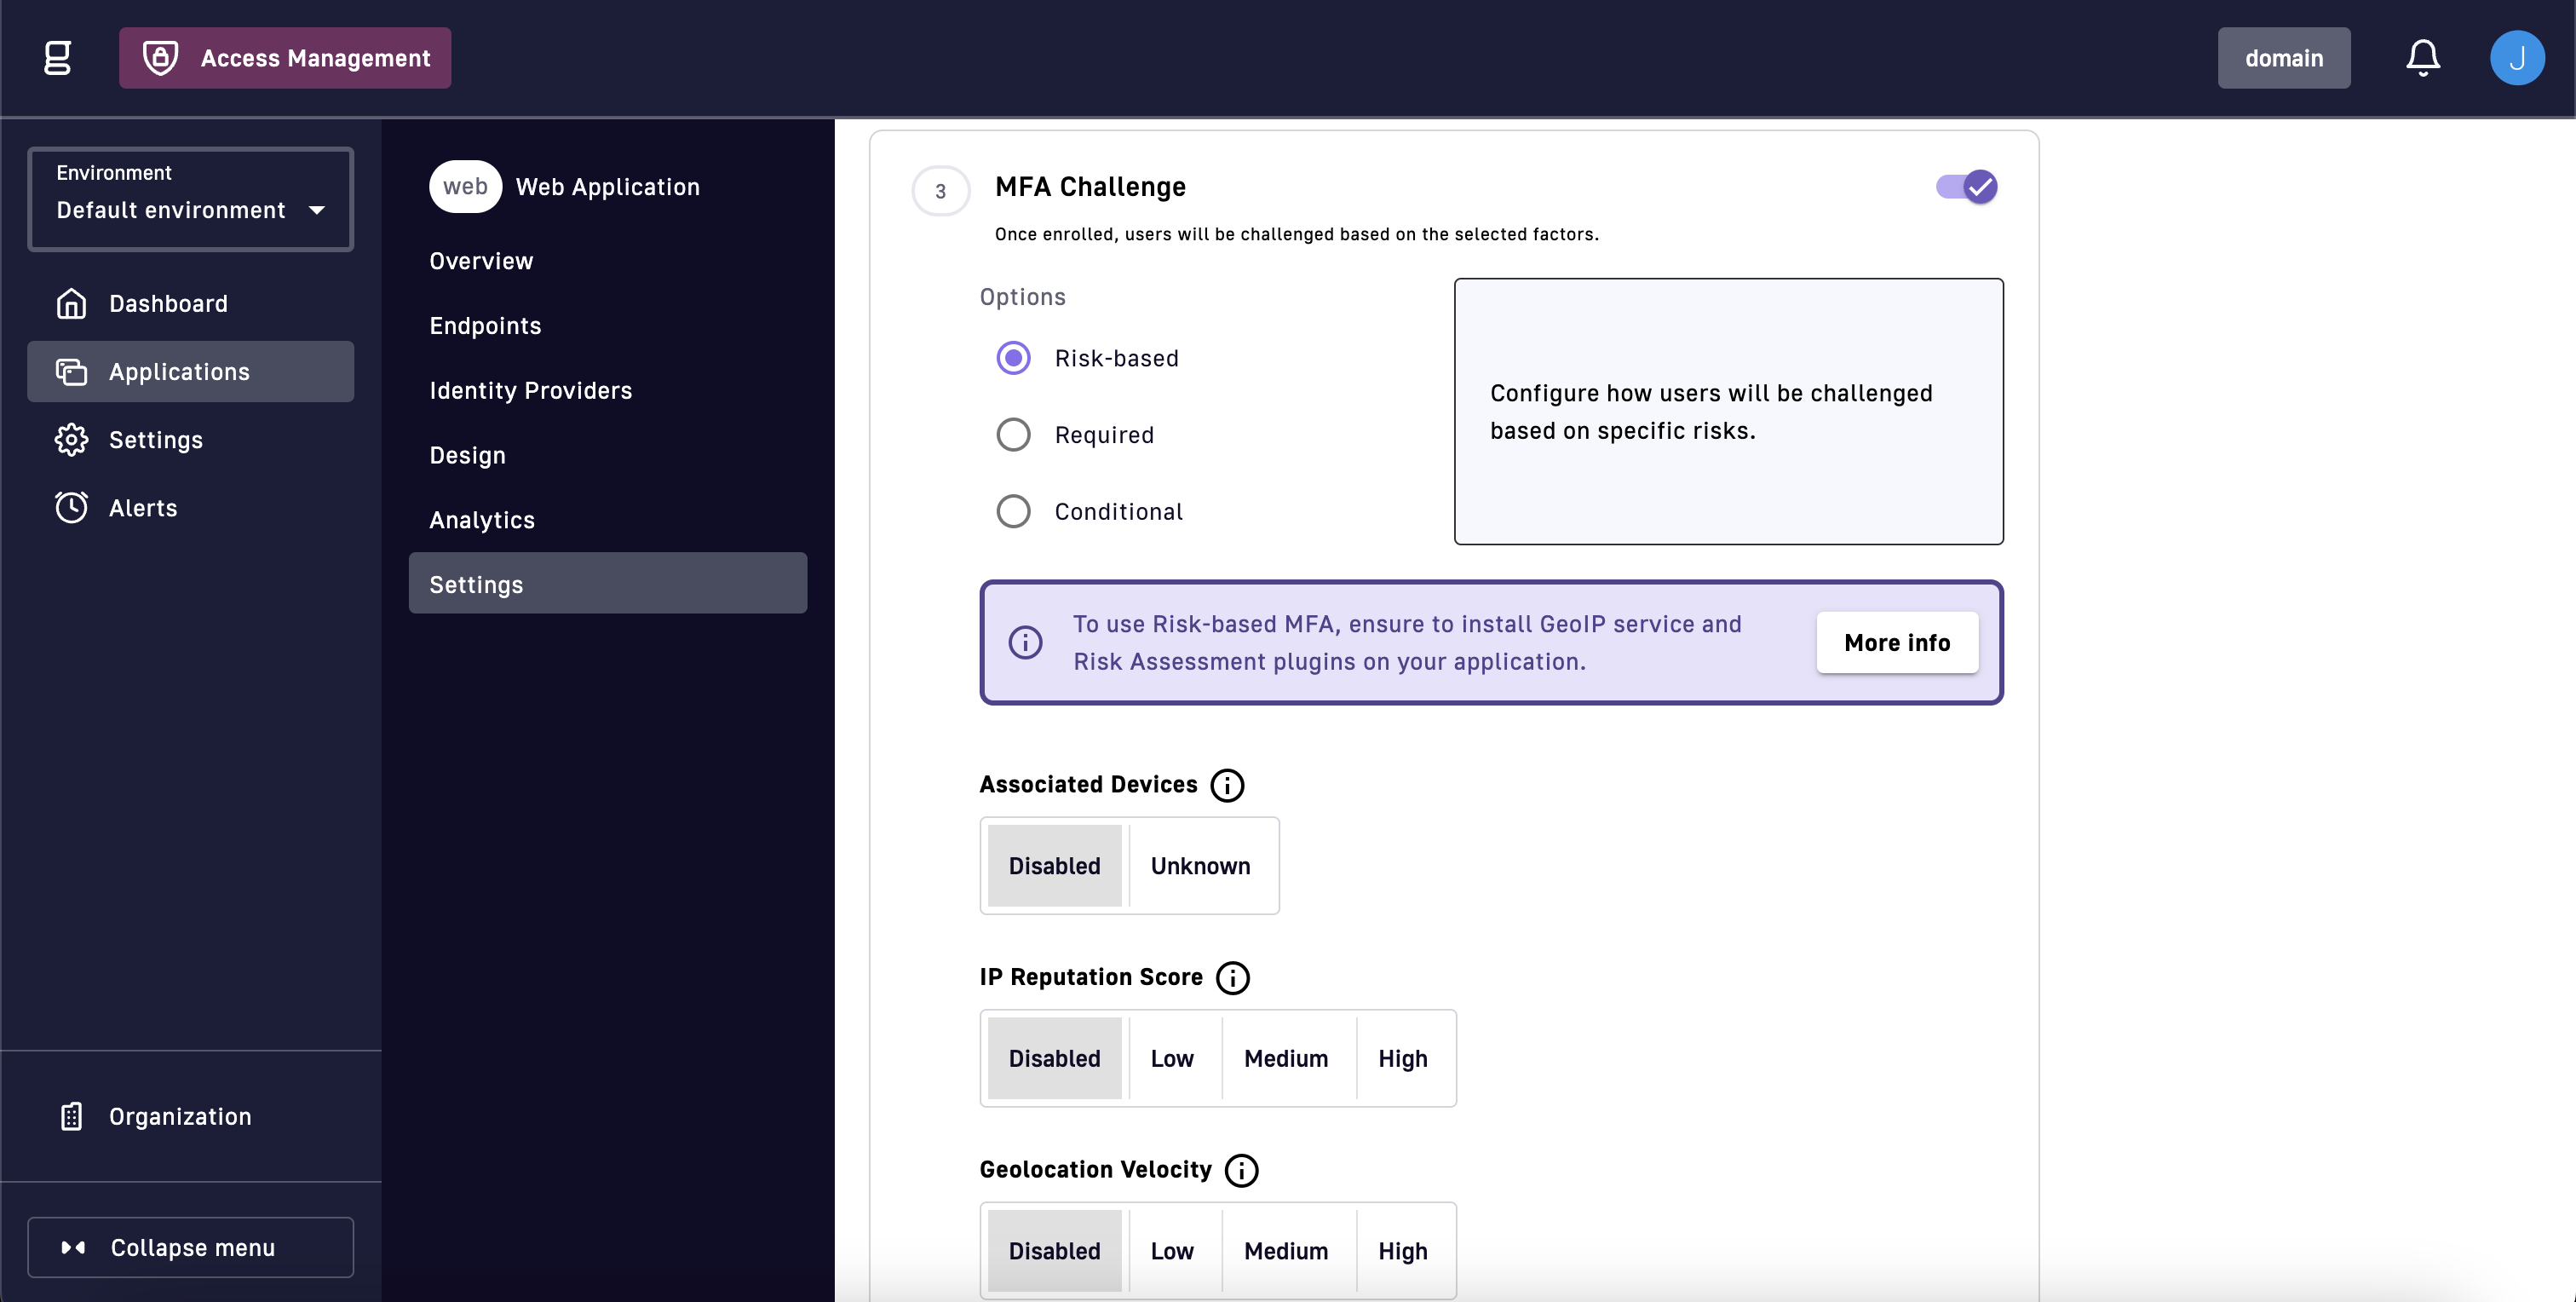 g
Access Management
domain
J
Environment
Default environment
Dashboard
Applications
Settings
Alerts
Organization
Collapse menu
web Web Application
Overview
Endpoints
Identity Providers
Design
Analytics
Settings
3 MFA Challenge
Once enrolled, users will be challenged based on the selected factors.
Options
Risk-based
Required
Conditional
Configure how users will be challenged
based on specific risks.
To use Risk-based MFA, ensure to install GeoIP service and
Risk Assessment plugins on your application.
More info
Associated Devices
Disabled Unknown
IP Reputation Score
Disabled Low Medium High
Geolocation Velocity
Disabled Low Medium High